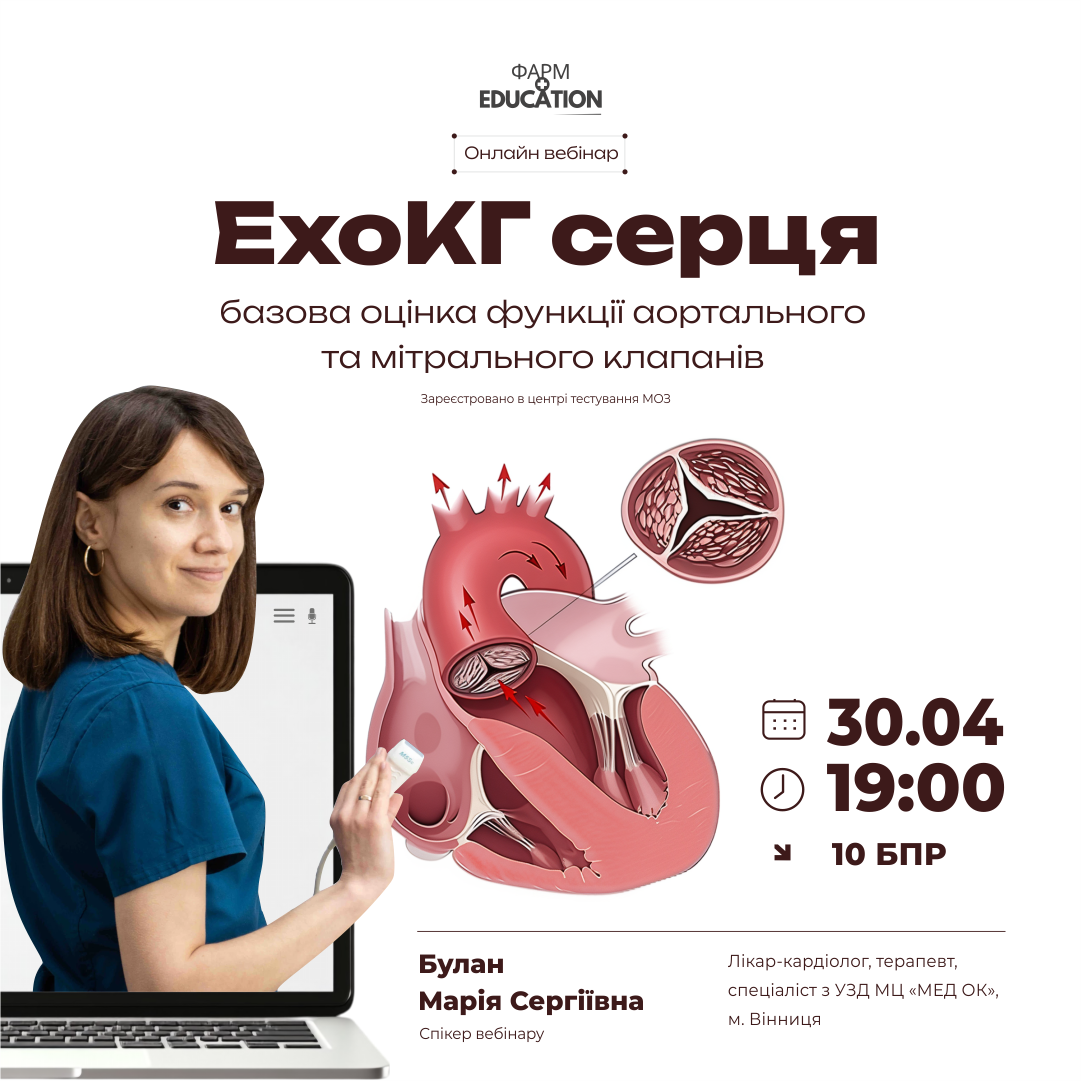 ФАРМ
EDUCATION
Онлайн вебінар
ЕхоКГ серця
базова оцінка функції аортального
та мітрального клапанів
Зареєстровано в центрі тестування МОЗ
30.04
19:00
10 БПР
Булан
Марія Сергіївна
Спікер вебінару
Лікар-кардіолог, терапевт,
спеціаліст з УЗД МЦ «МЕД ОК»,
м. Вінниця